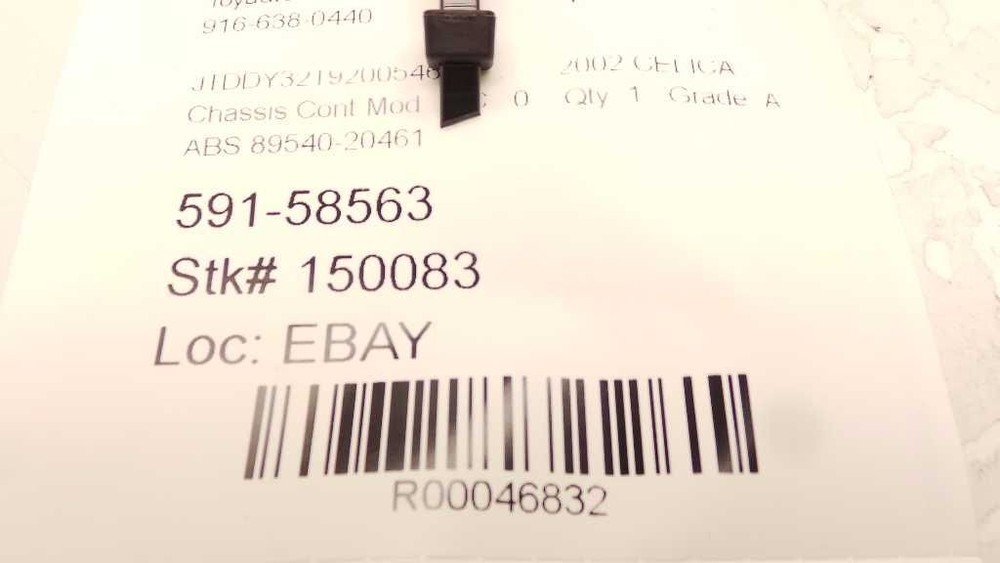 916-638-0440
2002 CELICA
Chassis Cont Mod 0 Qty 1 Grade A
ABS 89540-20461
591-58563
Stk# 150083
Loc: EBAY
R00046832